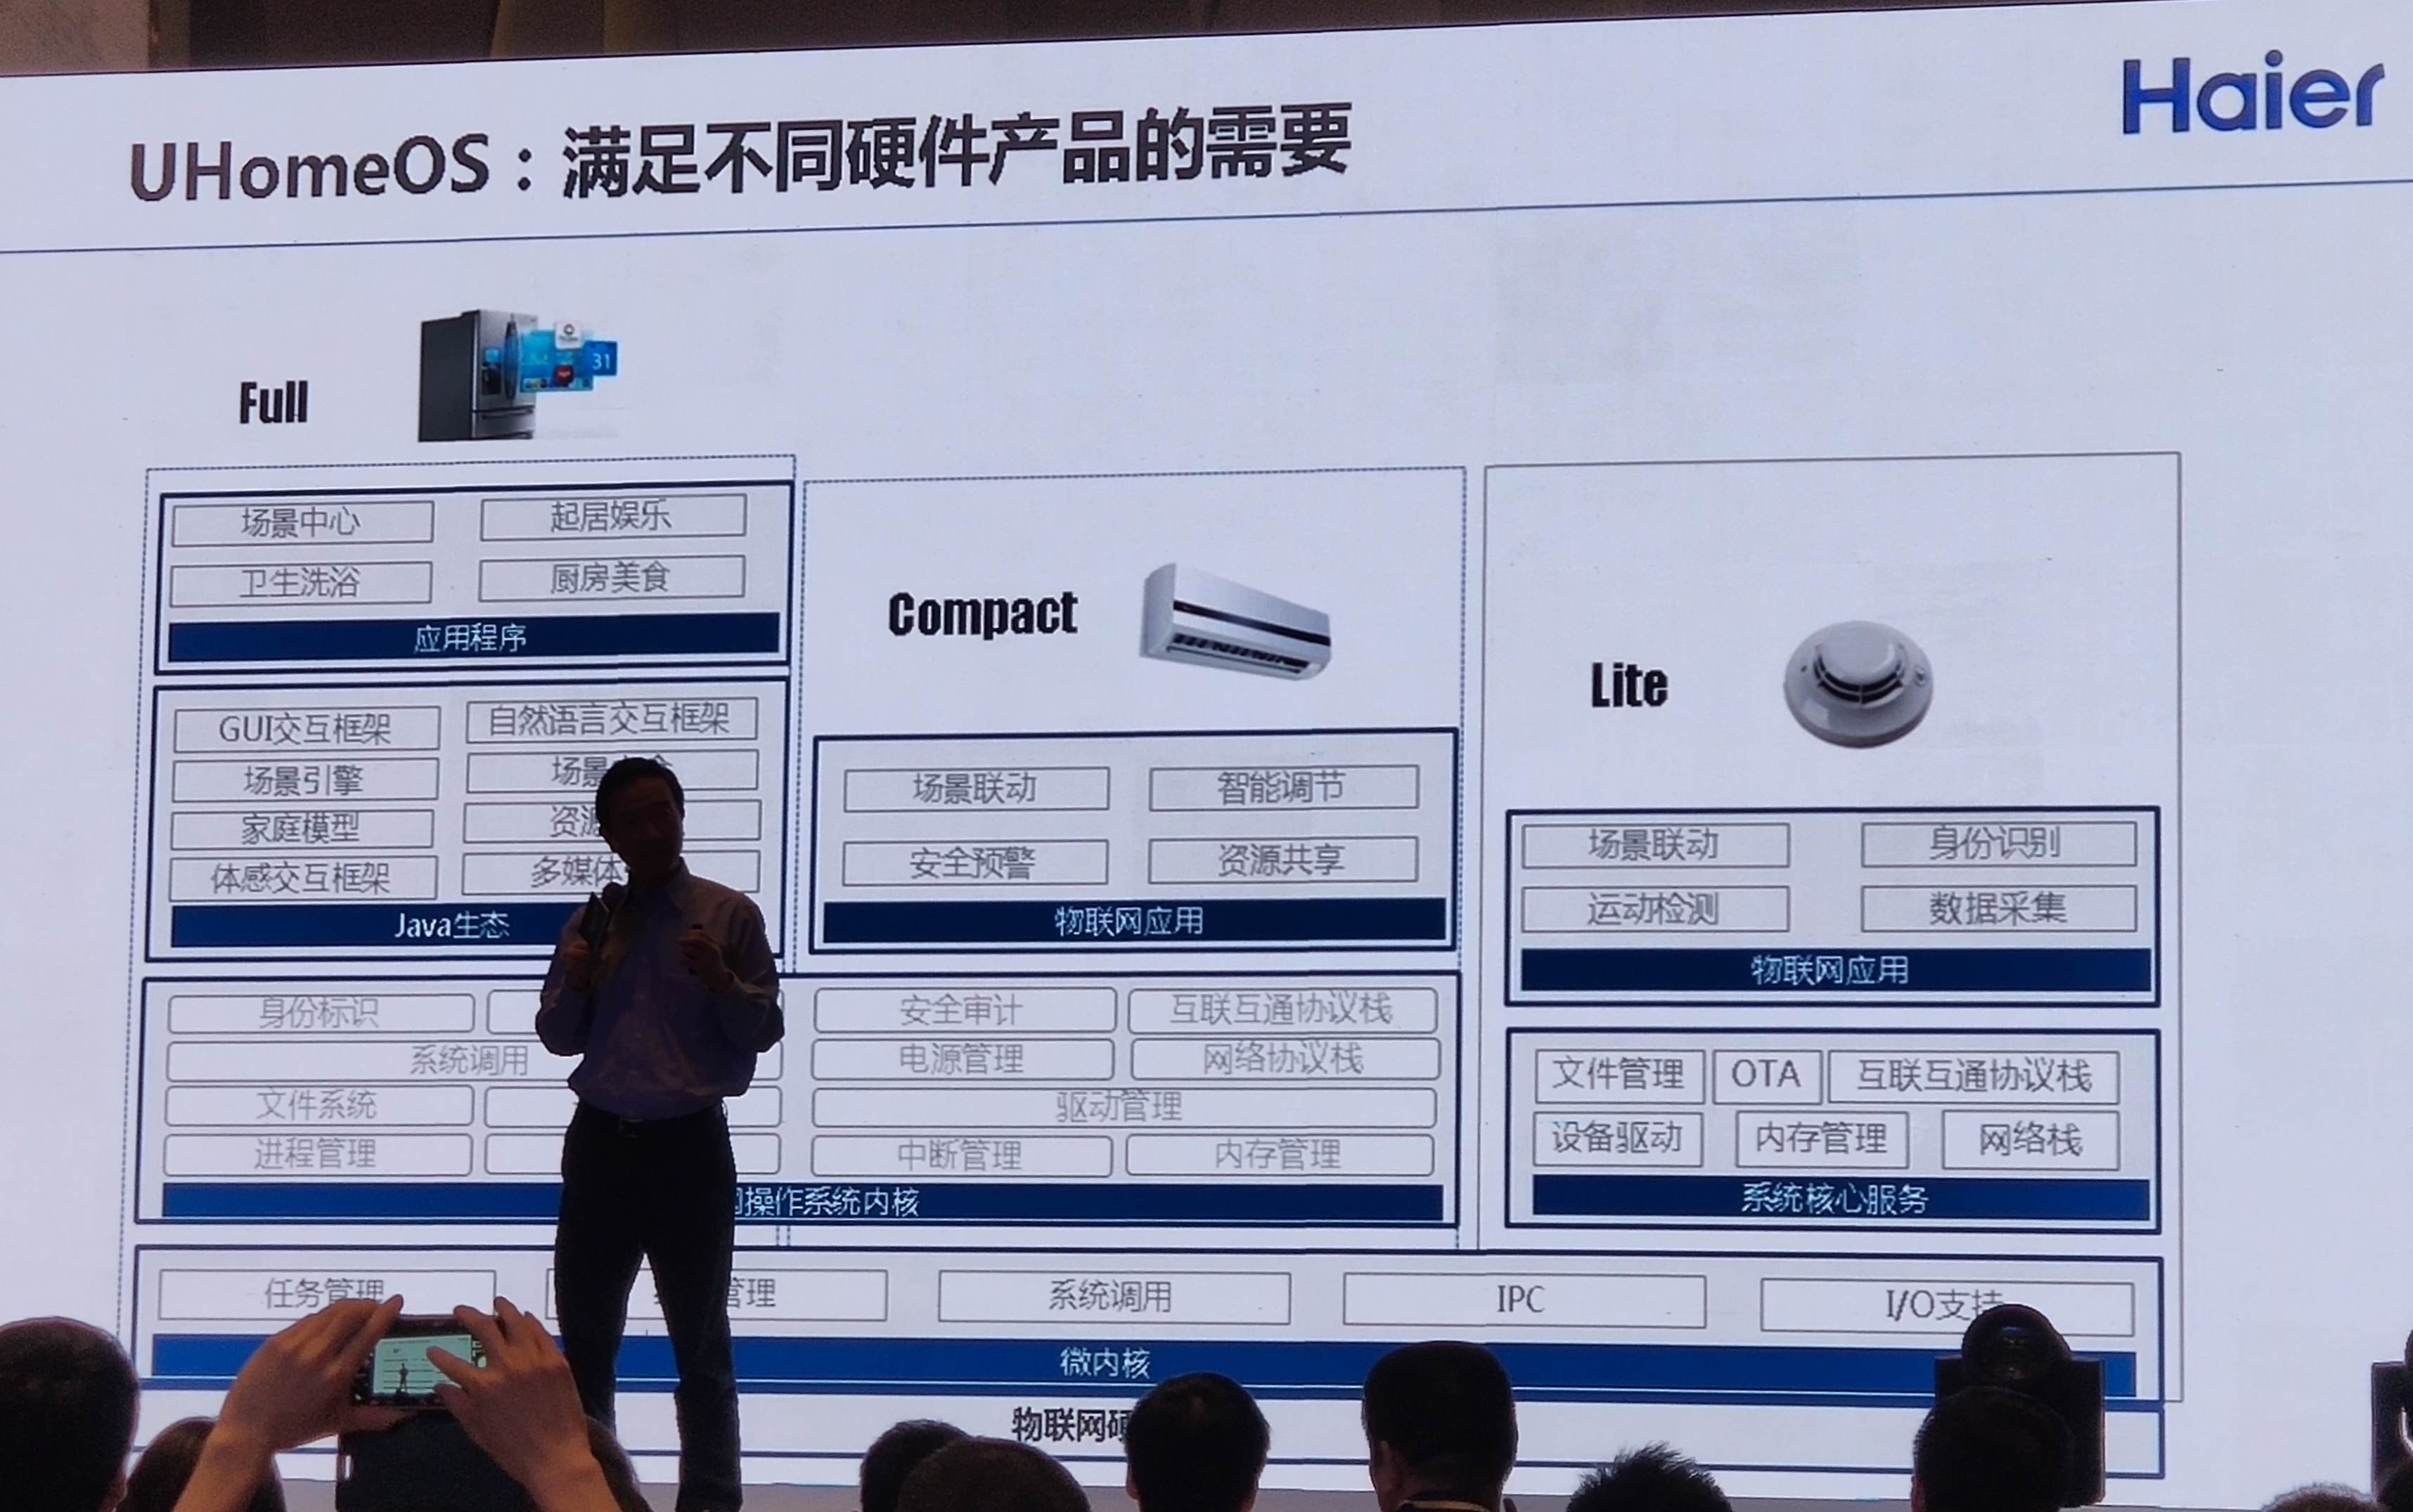 Haier
UHomeOS：满足不同硬件产品的需要
31
Full
场景中心 起居娱乐
卫生洗浴 厨房美食
应用程序
GUI交互框架 自然语言交互框架
场景引擎 场景
家庭模型
体感交互框架 多媒体
Java生态
Compact
场景联动 智能调节
安全预警 资源共享
物联网应用
Lite
场景联动 身份识别
运动检测 数据采集
物联网应用
身份标识 安全审计 互联互通协议栈
系统调用 电源管理 网络协议栈
文件系统 驱动管理
进程管理 中断管理 内存管理
操作系统内核
文件管理 OTA 互联互通协议栈
设备驱动 内存管理 网络栈
系统核心服务
任务管理 管理 系统调用 IPC I/O支持
微内核
物联网